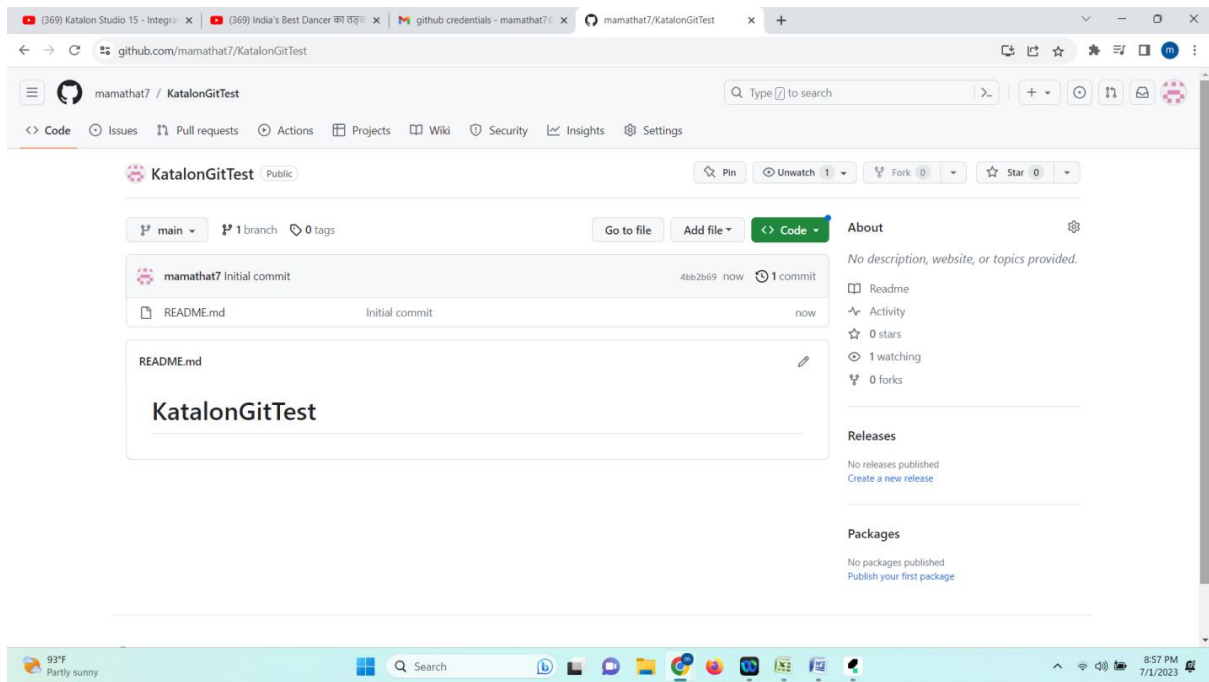 (369) Katalon Studio 15 - Integra
(369) India's Best Dancer का
github credentials - mamathat7
mamathat7/KatalonGitTest
github.com/mamathat7/KatalonGitTest
m
mamathat7 / KatalonGitTest
Type / to search
<> Code
Issues
Pull requests
Actions
Projects
Wiki
Security
Insights
Settings
KatalonGitTest Public
Pin
Unwatch 1
Fork 0
Star 0
main
1 branch
0 tags
Go to file
Add file
<> Code
mamathat7 Initial commit
4bb2b69 now 1 commit
README.md Initial commit now
README.md
KatalonGitTest
About
No description, website, or topics provided.
Readme
Activity
0 stars
1 watching
0 forks
Releases
No releases published
Create a new release
Packages
No packages published
Publish your first package
93°F
Partly sunny
Search
8:57 PM
7/1/2023